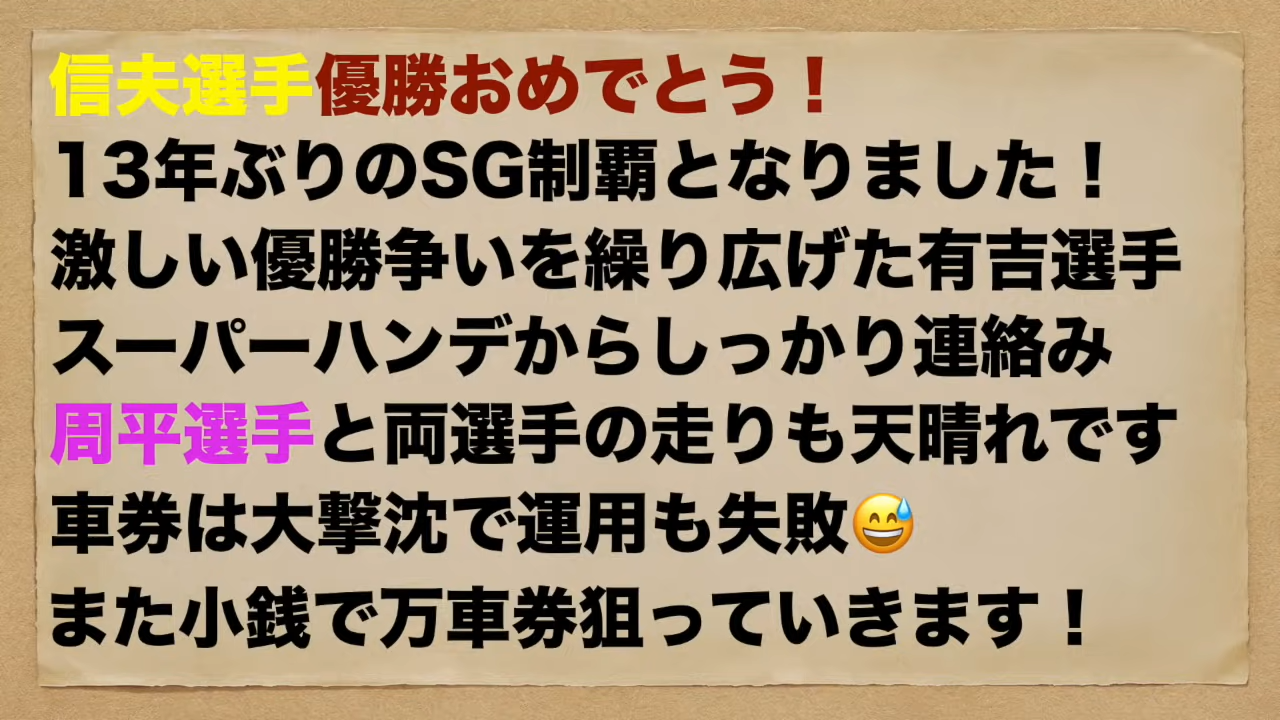 信夫選手優勝おめでとう！
13年ぶりのSG制覇となりました！
激しい優勝争いを繰り広げた有吉選手
スーパーハンデからしっかり連絡み
周平選手と両選手の走りも天晴れです
車券は大撃沈で運用も失敗😅
また小銭で万車券狙っていきます！